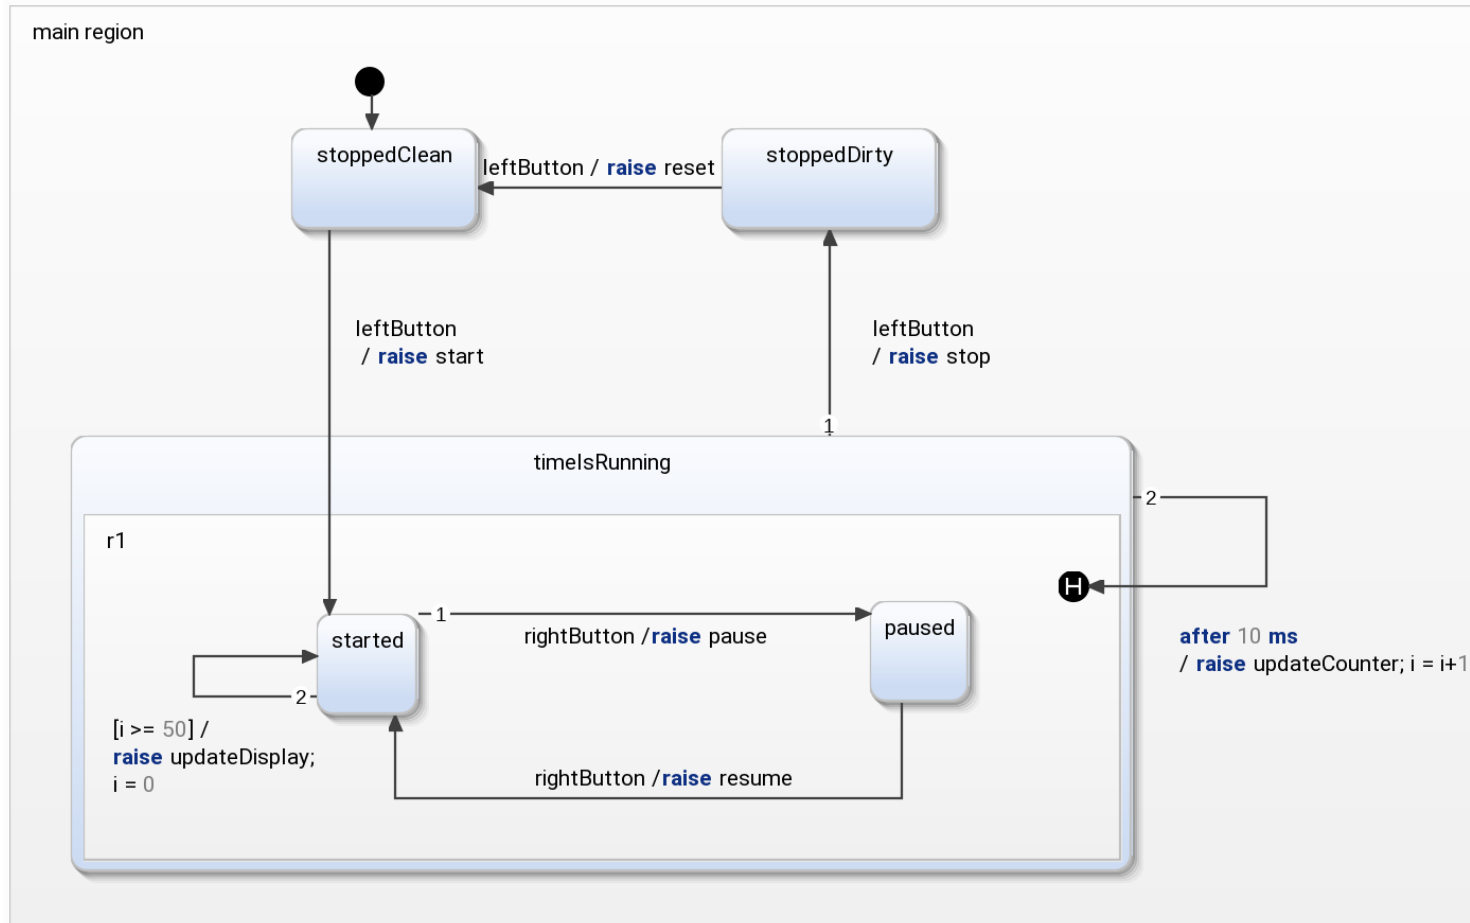 main region
stoppedClean
leftButton / raise reset
stoppedDirty
leftButton
/ raise start
leftButton
/ raise stop
1
timeIsRunning
2
r1
H
started
1
rightButton /raise pause
paused
after 10 ms
/ raise updateCounter; i = i+1
2
[i >= 50] /
raise updateDisplay;
i = 0
rightButton /raise resume